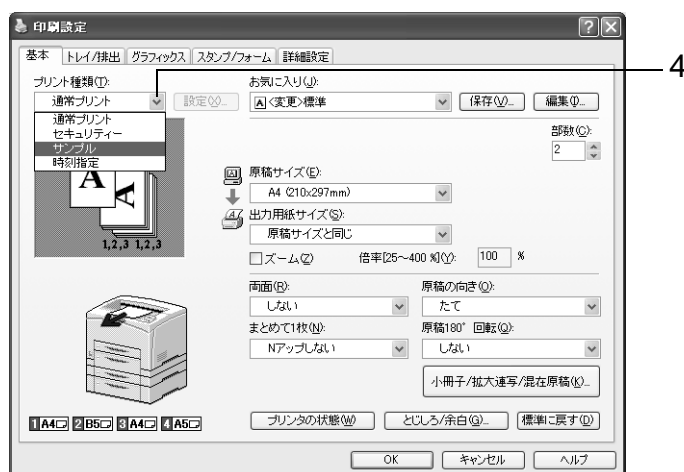 印刷設定
基本 トレイ/排出 グラフィックス スタンプ/フォーム 詳細設定
4
プリント種類(T):
通常プリント
設定(X)...
通常プリント
セキュリティー
サンプル
時刻指定
A
A
1,2,3 1,2,3
1 A4 2 B5 3 A4 4 A5
お気に入り(J):
A <変更>標準
保存(V)...
編集(I)...
部数(C):
2
原稿サイズ(E):
A4 (210x297mm)
出力用紙サイズ(S):
原稿サイズと同じ
ズーム(Z)
倍率[25～400 %](Y):
100 %
両面(R):
しない
原稿の向き(O):
たて
まとめて1枚(N):
Nアップしない
原稿180° 回転(Q):
しない
小冊子/拡大連写/混在原稿(K)...
プリンタの状態(W)
とじしろ/余白(G)...
標準に戻す(D)
OK
キャンセル
ヘルプ